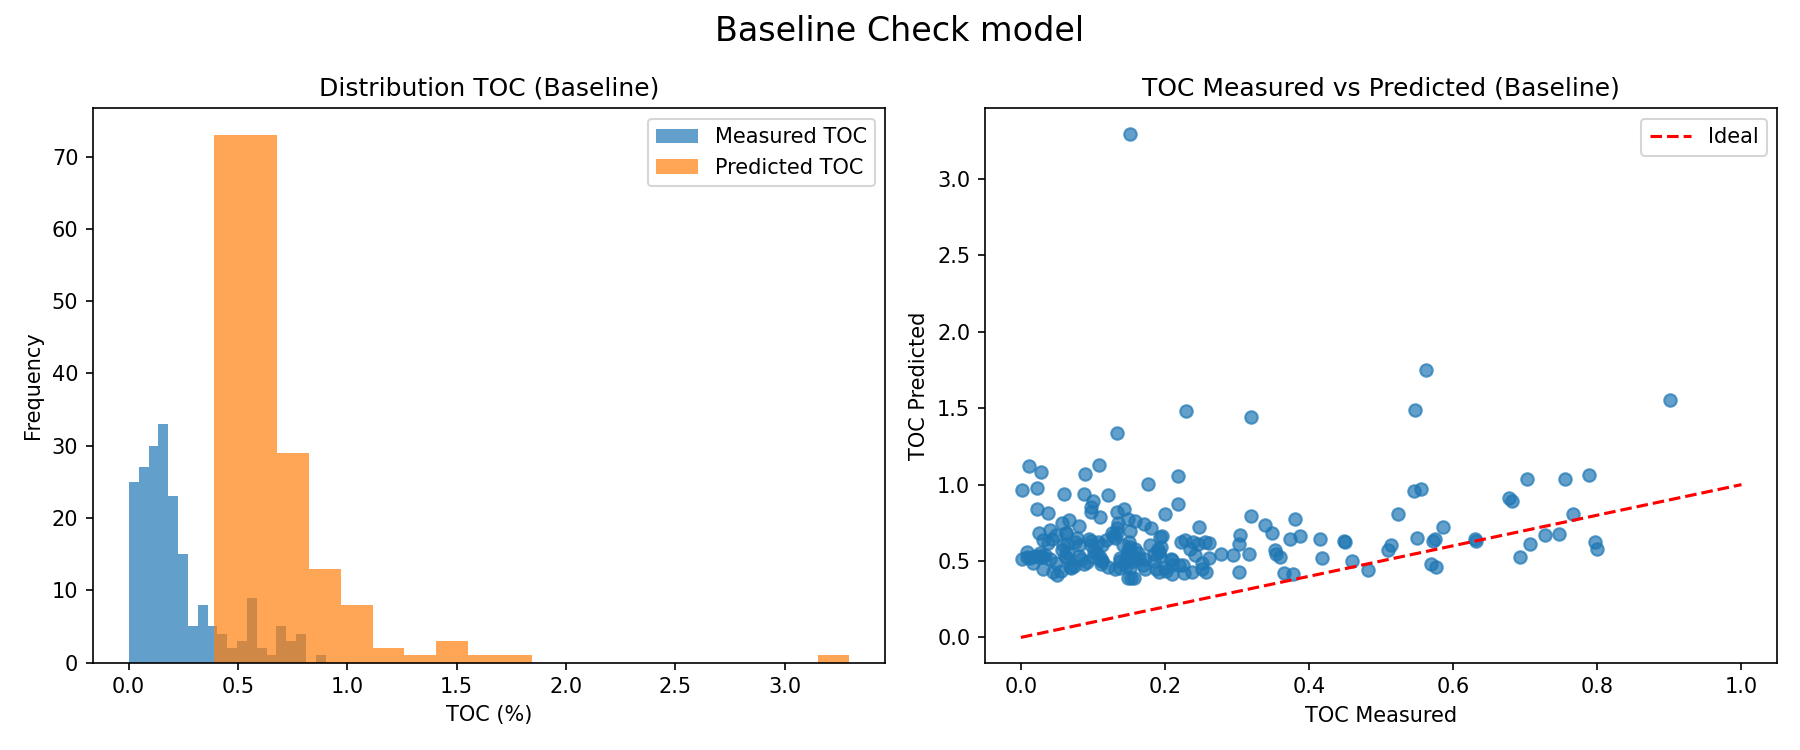 Baseline Check model
Distribution TOC (Baseline)
Measured TOC
Predicted TOC
Frequency
0
10
20
30
40
50
60
70
0.0 0.5 1.0 1.5 2.0 2.5 3.0
TOC (%)
TOC Measured vs Predicted (Baseline)
Ideal
TOC Predicted
3.0
2.5
2.0
1.5
1.0
0.5
0.0
0.0 0.2 0.4 0.6 0.8 1.0
TOC Measured